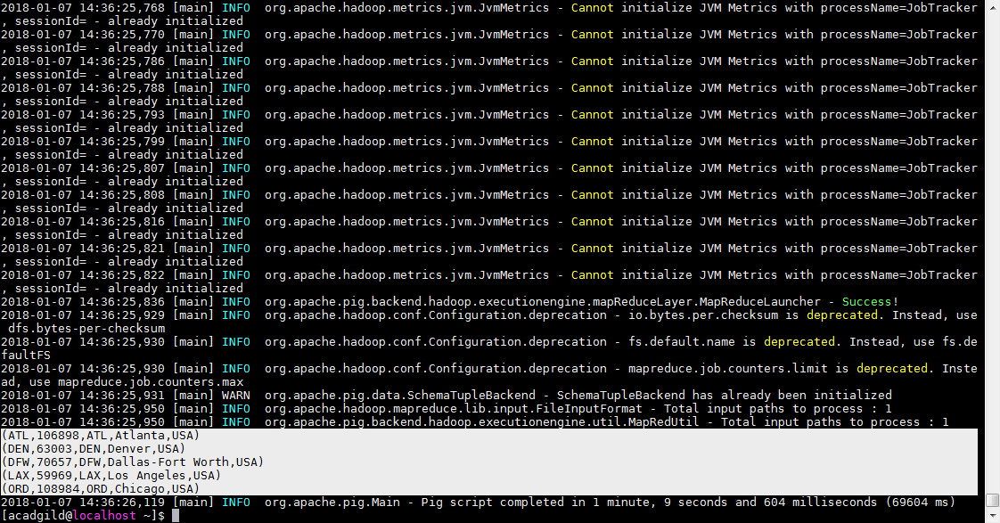 2018-01-07 14:36:25,768 [main] INFO  org.apache.hadoop.metrics.jvm.JvmMetrics - Cannot initialize JVM Metrics with processName=JobTracker
, sessionId= - already initialized
2018-01-07 14:36:25,770 [main] INFO  org.apache.hadoop.metrics.jvm.JvmMetrics - Cannot initialize JVM Metrics with processName=JobTracker
, sessionId= - already initialized
2018-01-07 14:36:25,786 [main] INFO  org.apache.hadoop.metrics.jvm.JvmMetrics - Cannot initialize JVM Metrics with processName=JobTracker
, sessionId= - already initialized
2018-01-07 14:36:25,788 [main] INFO  org.apache.hadoop.metrics.jvm.JvmMetrics - Cannot initialize JVM Metrics with processName=JobTracker
, sessionId= - already initialized
2018-01-07 14:36:25,793 [main] INFO  org.apache.hadoop.metrics.jvm.JvmMetrics - Cannot initialize JVM Metrics with processName=JobTracker
, sessionId= - already initialized
2018-01-07 14:36:25,799 [main] INFO  org.apache.hadoop.metrics.jvm.JvmMetrics - Cannot initialize JVM Metrics with processName=JobTracker
, sessionId= - already initialized
2018-01-07 14:36:25,807 [main] INFO  org.apache.hadoop.metrics.jvm.JvmMetrics - Cannot initialize JVM Metrics with processName=JobTracker
, sessionId= - already initialized
2018-01-07 14:36:25,808 [main] INFO  org.apache.hadoop.metrics.jvm.JvmMetrics - Cannot initialize JVM Metrics with processName=JobTracker
, sessionId= - already initialized
2018-01-07 14:36:25,816 [main] INFO  org.apache.hadoop.metrics.jvm.JvmMetrics - Cannot initialize JVM Metrics with processName=JobTracker
, sessionId= - already initialized
2018-01-07 14:36:25,821 [main] INFO  org.apache.hadoop.metrics.jvm.JvmMetrics - Cannot initialize JVM Metrics with processName=JobTracker
, sessionId= - already initialized
2018-01-07 14:36:25,822 [main] INFO  org.apache.hadoop.metrics.jvm.JvmMetrics - Cannot initialize JVM Metrics with processName=JobTracker
, sessionId= - already initialized
2018-01-07 14:36:25,836 [main] INFO  org.apache.pig.backend.hadoop.executionengine.mapReduceLayer.MapReduceLauncher - Success!
2018-01-07 14:36:25,929 [main] INFO  org.apache.hadoop.conf.Configuration.deprecation - io.bytes.per.checksum is deprecated. Instead, use
 dfs.bytes-per-checksum
2018-01-07 14:36:25,930 [main] INFO  org.apache.hadoop.conf.Configuration.deprecation - fs.default.name is deprecated. Instead, use fs.de
faultFS
2018-01-07 14:36:25,930 [main] INFO  org.apache.hadoop.conf.Configuration.deprecation - mapreduce.job.counters.limit is deprecated. Inste
ad, use mapreduce.job.counters.max
2018-01-07 14:36:25,931 [main] WARN  org.apache.pig.data.SchemaTupleBackend - SchemaTupleBackend has already been initialized
2018-01-07 14:36:25,950 [main] INFO  org.apache.hadoop.mapreduce.lib.input.FileInputFormat - Total input paths to process : 1
2018-01-07 14:36:25,950 [main] INFO  org.apache.pig.backend.hadoop.executionengine.util.MapRedUtil - Total input paths to process : 1
(ATL,106898,ATL,Atlanta,USA)
(DEN,63003,DEN,Denver,USA)
(DFW,70657,DFW,Dallas-Fort Worth,USA)
(LAX,59969,LAX,Los Angeles,USA)
(ORD,108984,ORD,Chicago,USA)
2018-01-07 14:36:26,119 [main] INFO  org.apache.pig.Main - Pig script completed in 1 minute, 9 seconds and 604 milliseconds (69604 ms)
[acadgild@localhost ~]$